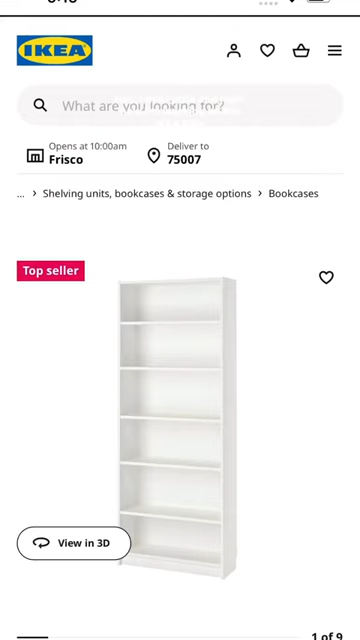 IKEA
What are you looking for?
Opens at 10:00am
Frisco
Deliver to
75007
... › Shelving units, bookcases & storage options › Bookcases
Top seller
View in 3D
1 of 9